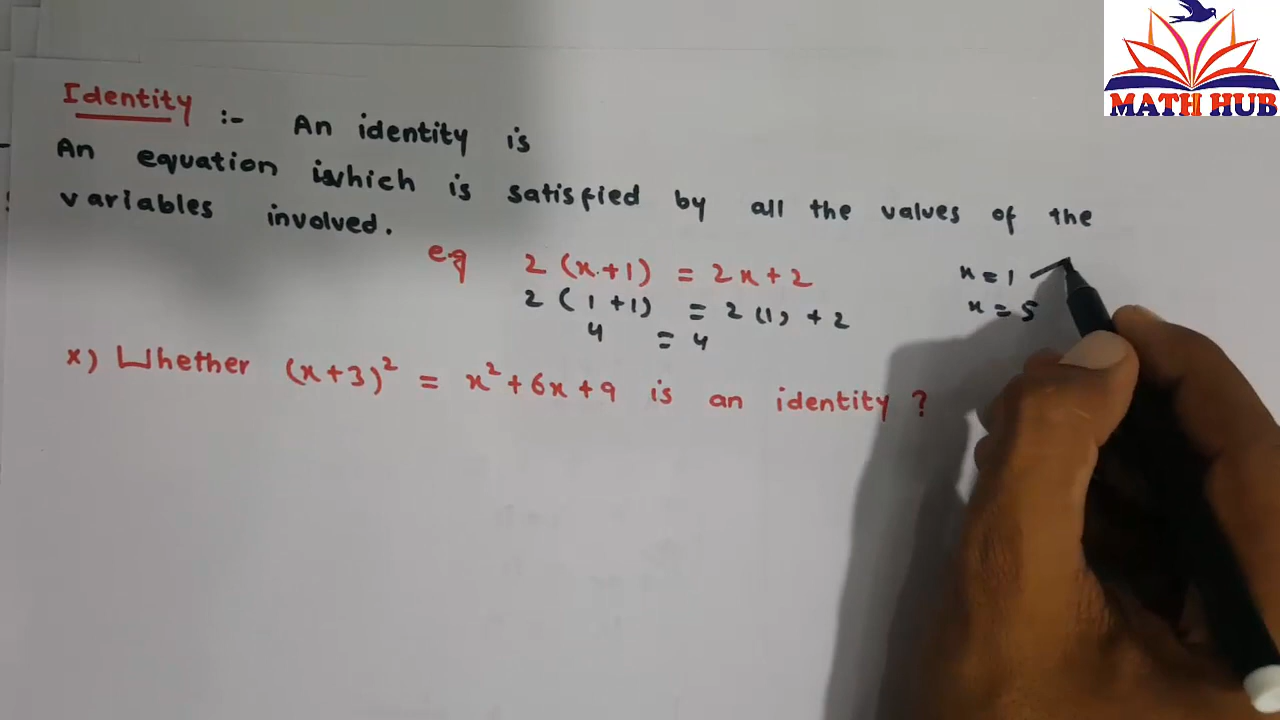 MATH HUB
Identity :- An identity is
An equation iswhich is satisfied by all the values of the
variables involved.
eg 2 (x+1) = 2x+2
x = 1
2 (1+1) = 2(1) + 2
x = 5
4 = 4
x) Whether (x+3)² = x²+6x+9 is an identity ?